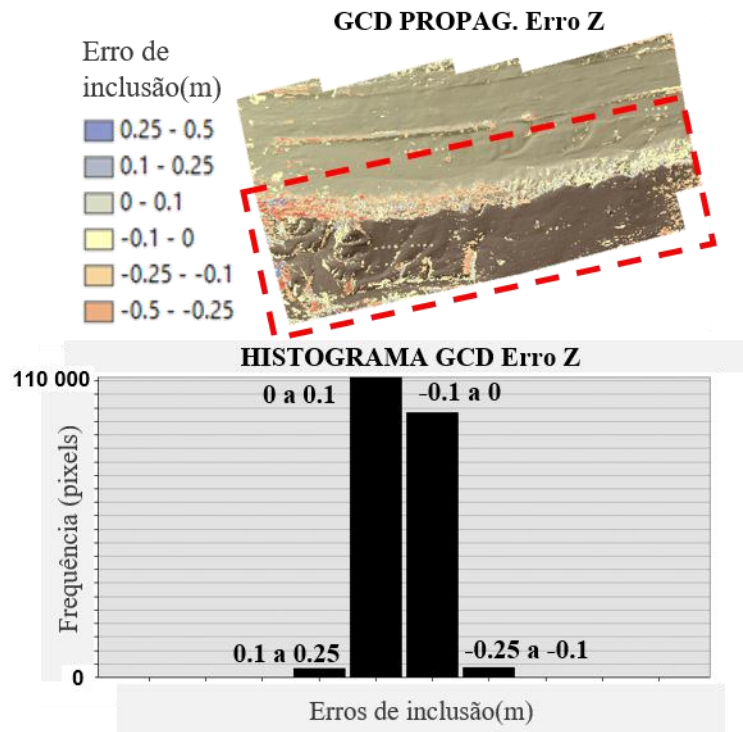 GCD PROPAG. Erro Z
Erro de
inclusão(m)
0.25 - 0.5
0.1 - 0.25
0 - 0.1
-0.1 - 0
-0.25 - -0.1
-0.5 - -0.25
HISTOGRAMA GCD Erro Z
110 000
0 a 0.1
-0.1 a 0
Frequência (pixels)
0.1 a 0.25
-0.25 a -0.1
0
Erros de inclusão(m)